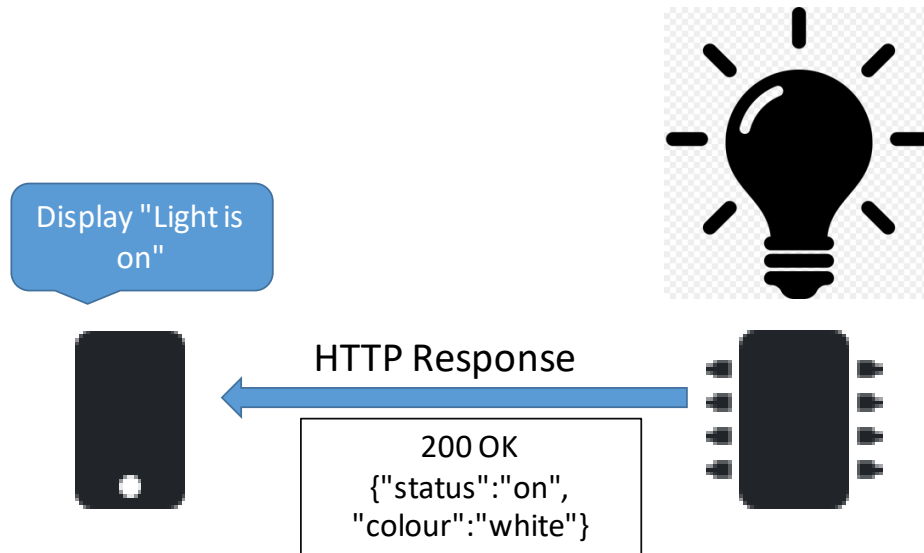 Display "Light is
on"
HTTP Response
200 OK
{"status":"on",
"colour":"white"}